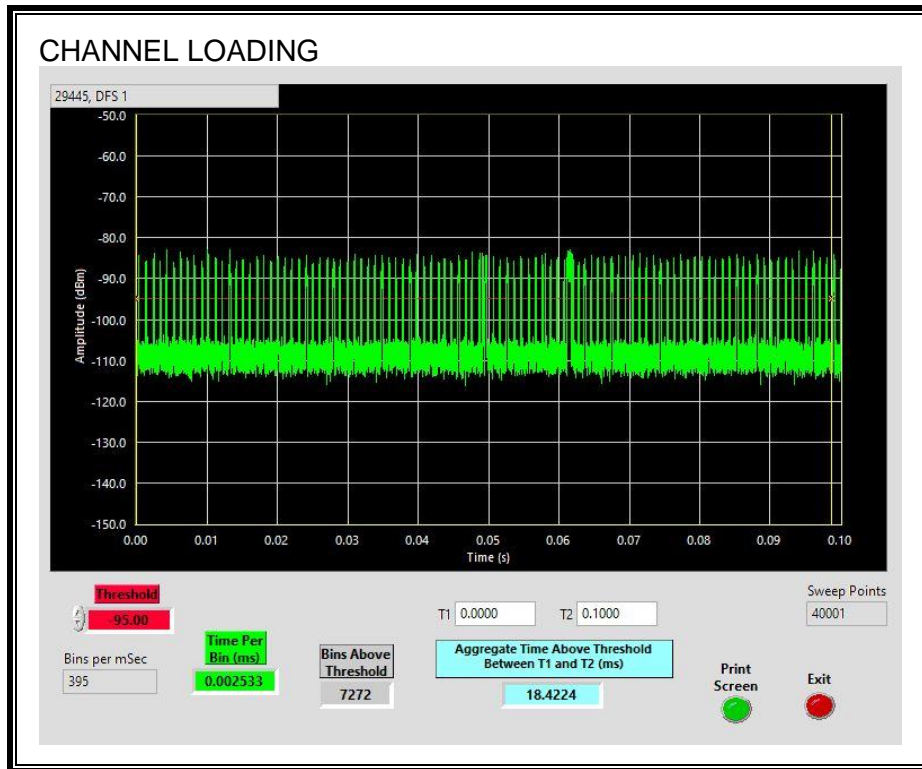 CHANNEL LOADING
29445, DFS 1
-50.0
-60.0
-70.0
-80.0
-90.0
-100.0
-110.0
-120.0
-130.0
-140.0
-150.0
Amplitude (dBm)
0.00 0.01 0.02 0.03 0.04 0.05 0.06 0.07 0.08 0.09 0.10
Time (s)
Threshold
-95.00
Bins per mSec
395
Time Per
Bin (ms)
0.002533
Bins Above
Threshold
7272
T1 0.0000 T2 0.1000
Aggregate Time Above Threshold
Between T1 and T2 (ms)
18.4224
Sweep Points
40001
Print
Screen
Exit